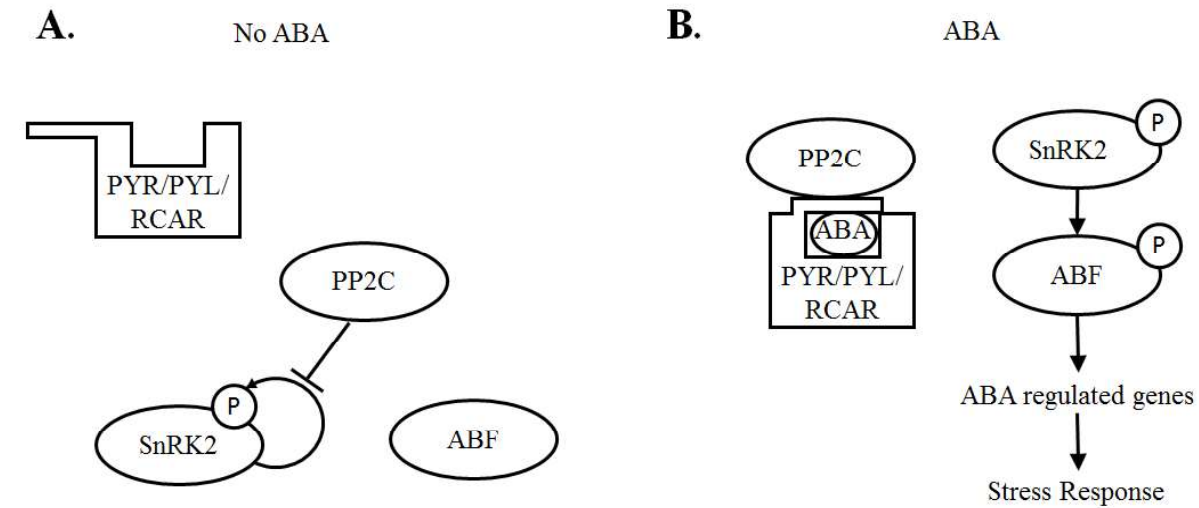 A.
No ABA
PYR/PYL/
RCAR
PP2C
P
SnRK2
ABF
B.
ABA
PP2C
ABA
PYR/PYL/
RCAR
P
SnRK2
P
ABF
ABA regulated genes
Stress Response